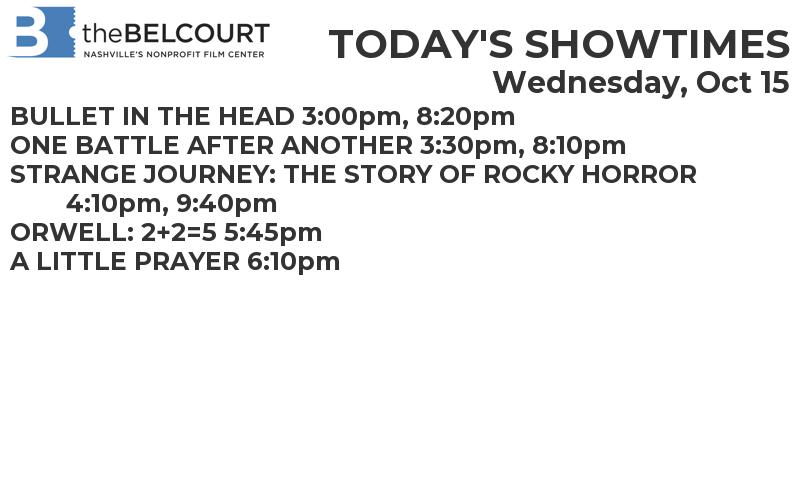 B theBELCOURT
NASHVILLE'S NONPROFIT FILM CENTER
TODAY'S SHOWTIMES
Wednesday, Oct 15
BULLET IN THE HEAD 3:00pm, 8:20pm
ONE BATTLE AFTER ANOTHER 3:30pm, 8:10pm
STRANGE JOURNEY: THE STORY OF ROCKY HORROR
4:10pm, 9:40pm
ORWELL: 2+2=5 5:45pm
A LITTLE PRAYER 6:10pm